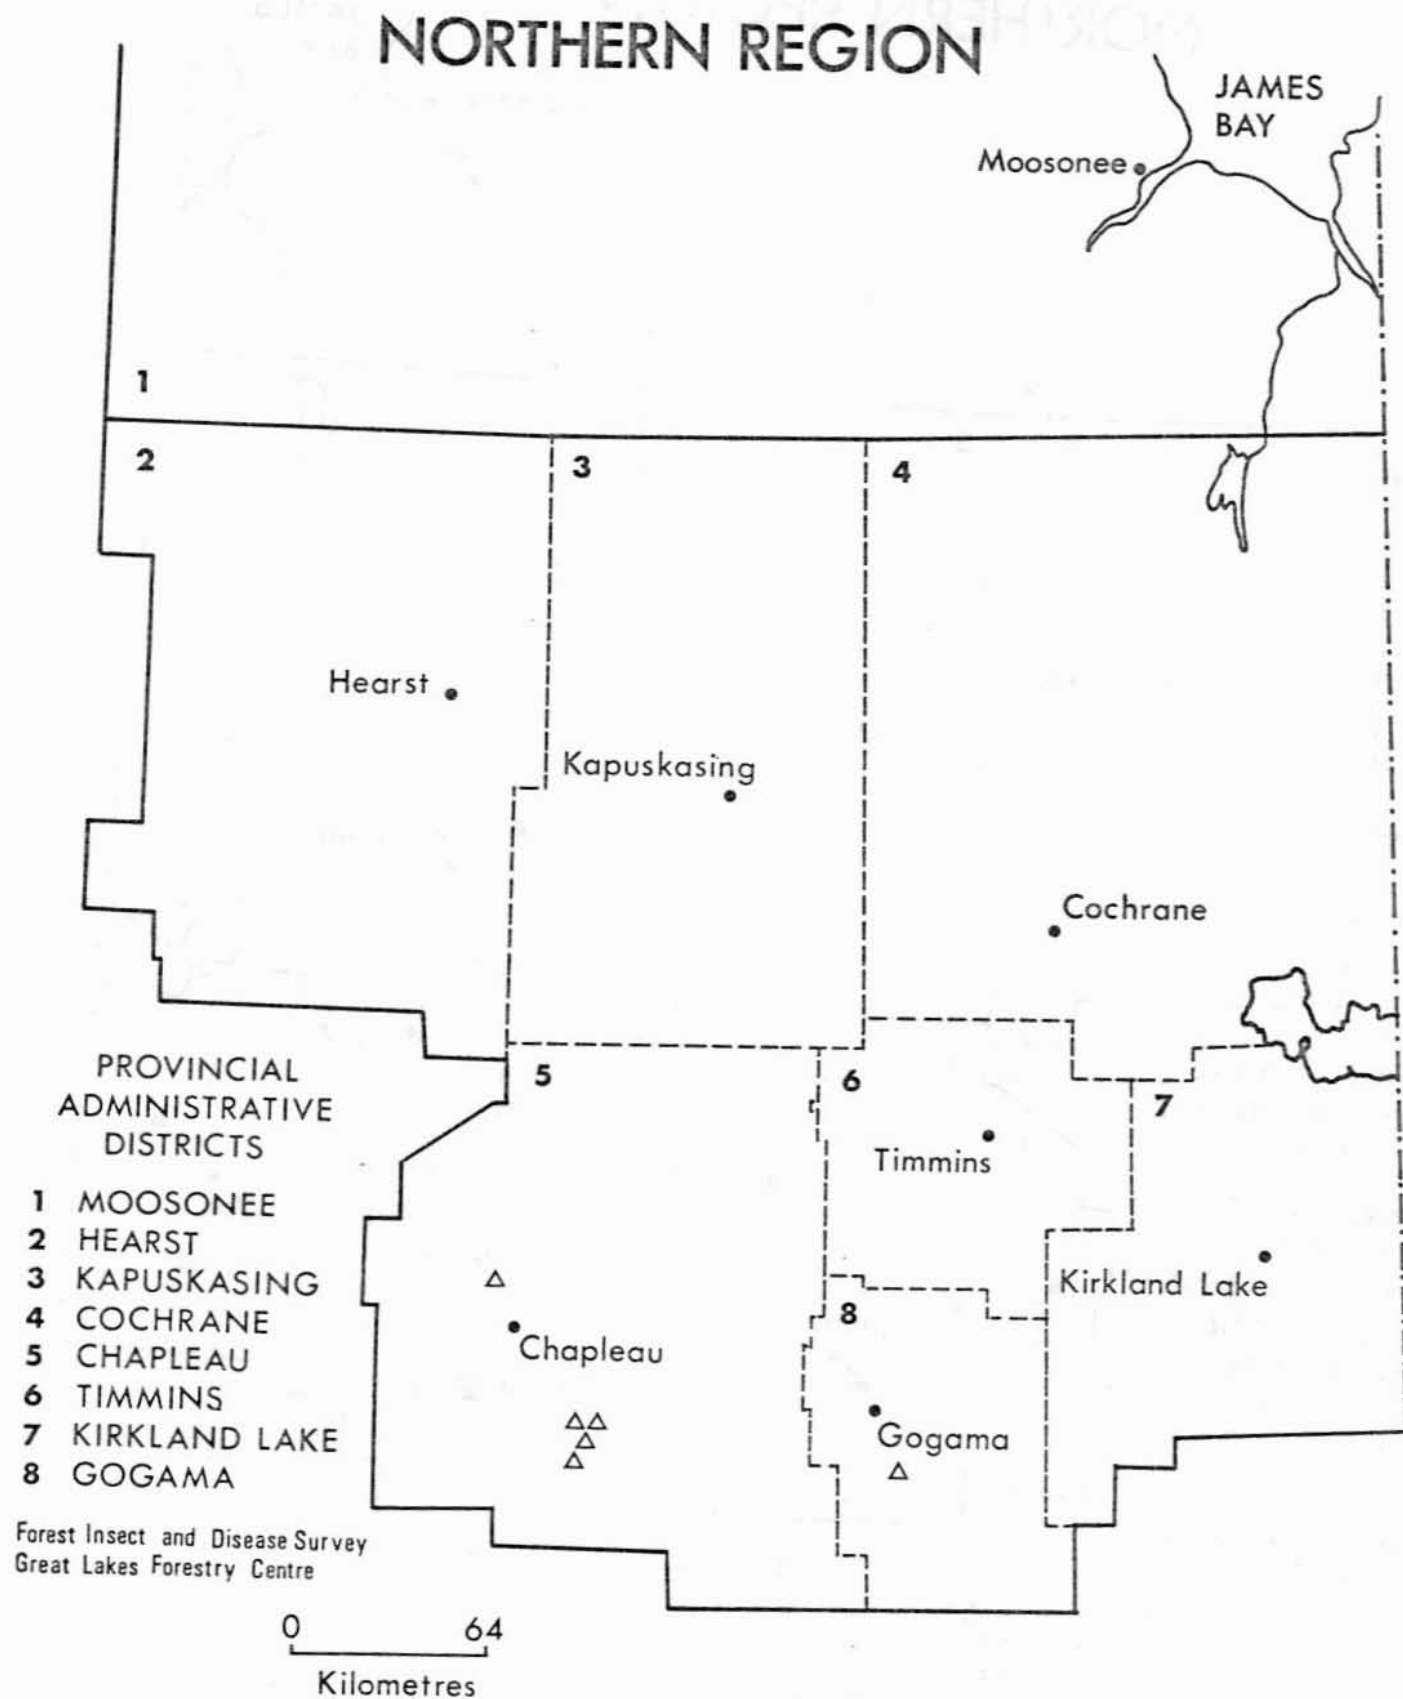 NORTHERN REGION
JAMES
BAY
Moosonee
1
2
3
4
Hearst
Kapuskasing
Cochrane
5
6
7
Timmins
Kirkland Lake
8
Chapleau
Gogama
PROVINCIAL
ADMINISTRATIVE
DISTRICTS
1 MOOSONEE
2 HEARST
3 KAPUSKASING
4 COCHRANE
5 CHAPLEAU
6 TIMMINS
7 KIRKLAND LAKE
8 GOGAMA
Forest Insect and Disease Survey
Great Lakes Forestry Centre
0 64
Kilometres